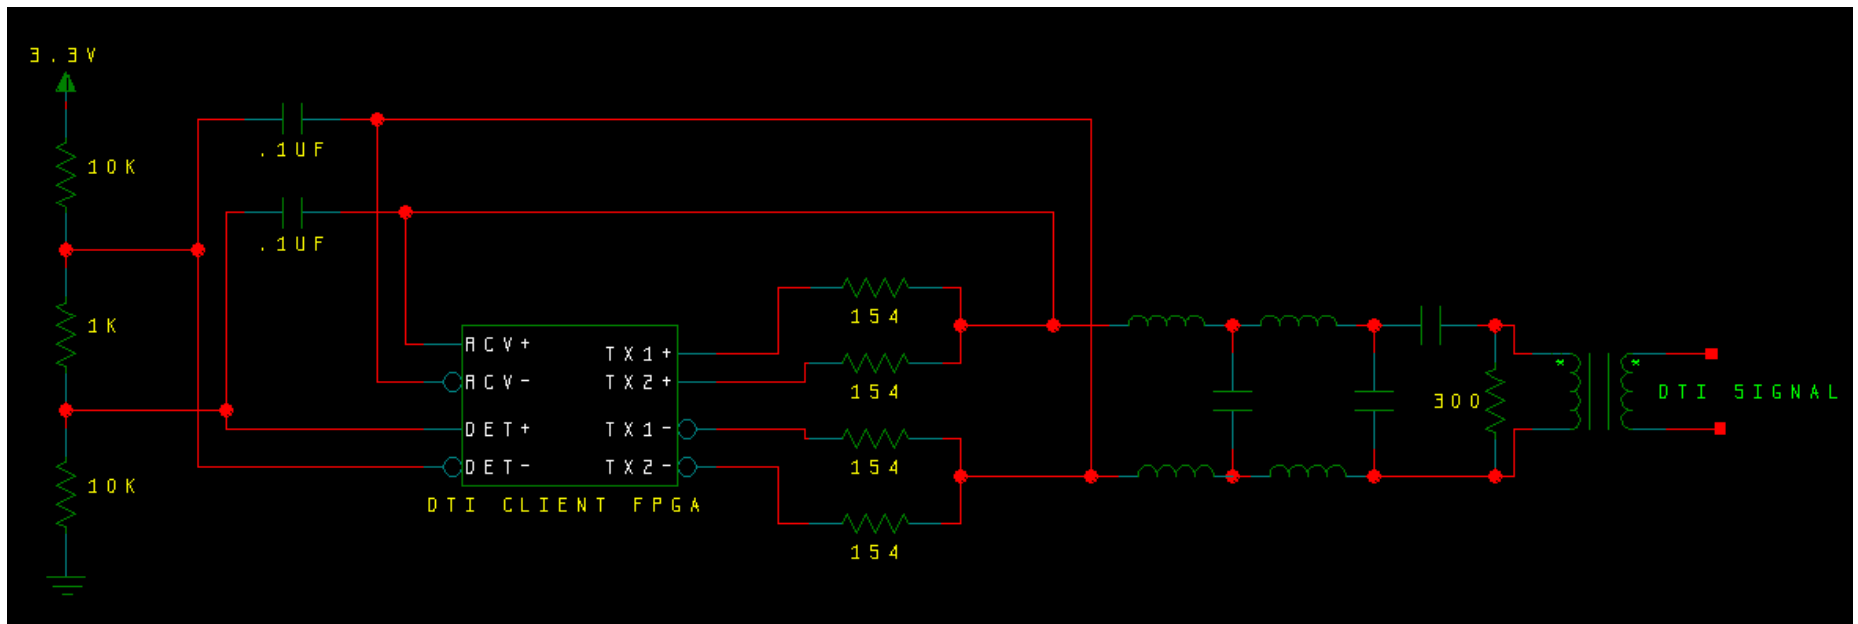 3.3V
10K
.1UF
.1UF
1K
10K
RCV+
RCV-
DET+
DET-
TX1+
TX2+
TX1-
TX2-
DTI CLIENT FPGA
154
154
154
154
300
*
*
DTI SIGNAL